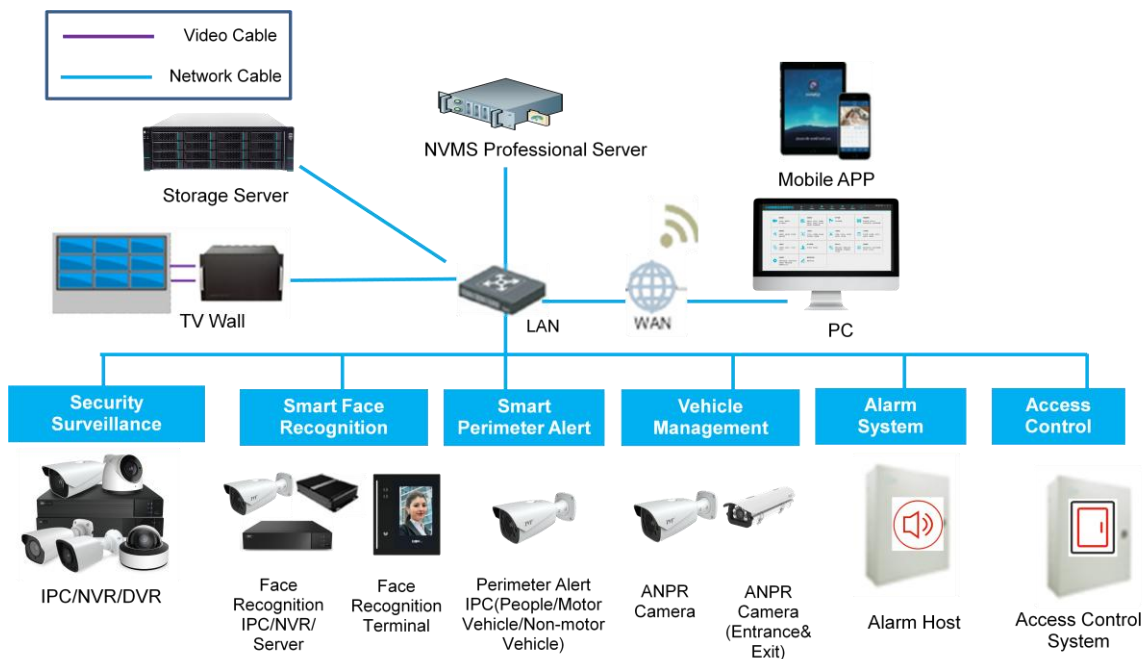 Video Cable
Network Cable
Storage Server
NVMS Professional Server
Mobile APP
TV Wall
LAN
WAN
PC
Security
Surveillance
Smart Face
Recognition
Smart
Perimeter Alert
Vehicle
Management
Alarm
System
Access
Control
IPC/NVR/DVR
Face
Recognition
IPC/NVR/
Server
Face
Recognition
Terminal
Perimeter Alert
IPC(People/Motor
Vehicle/Non-motor
Vehicle)
ANPR
Camera
ANPR
Camera
(Entrance&
Exit)
Alarm Host
Access Control
System